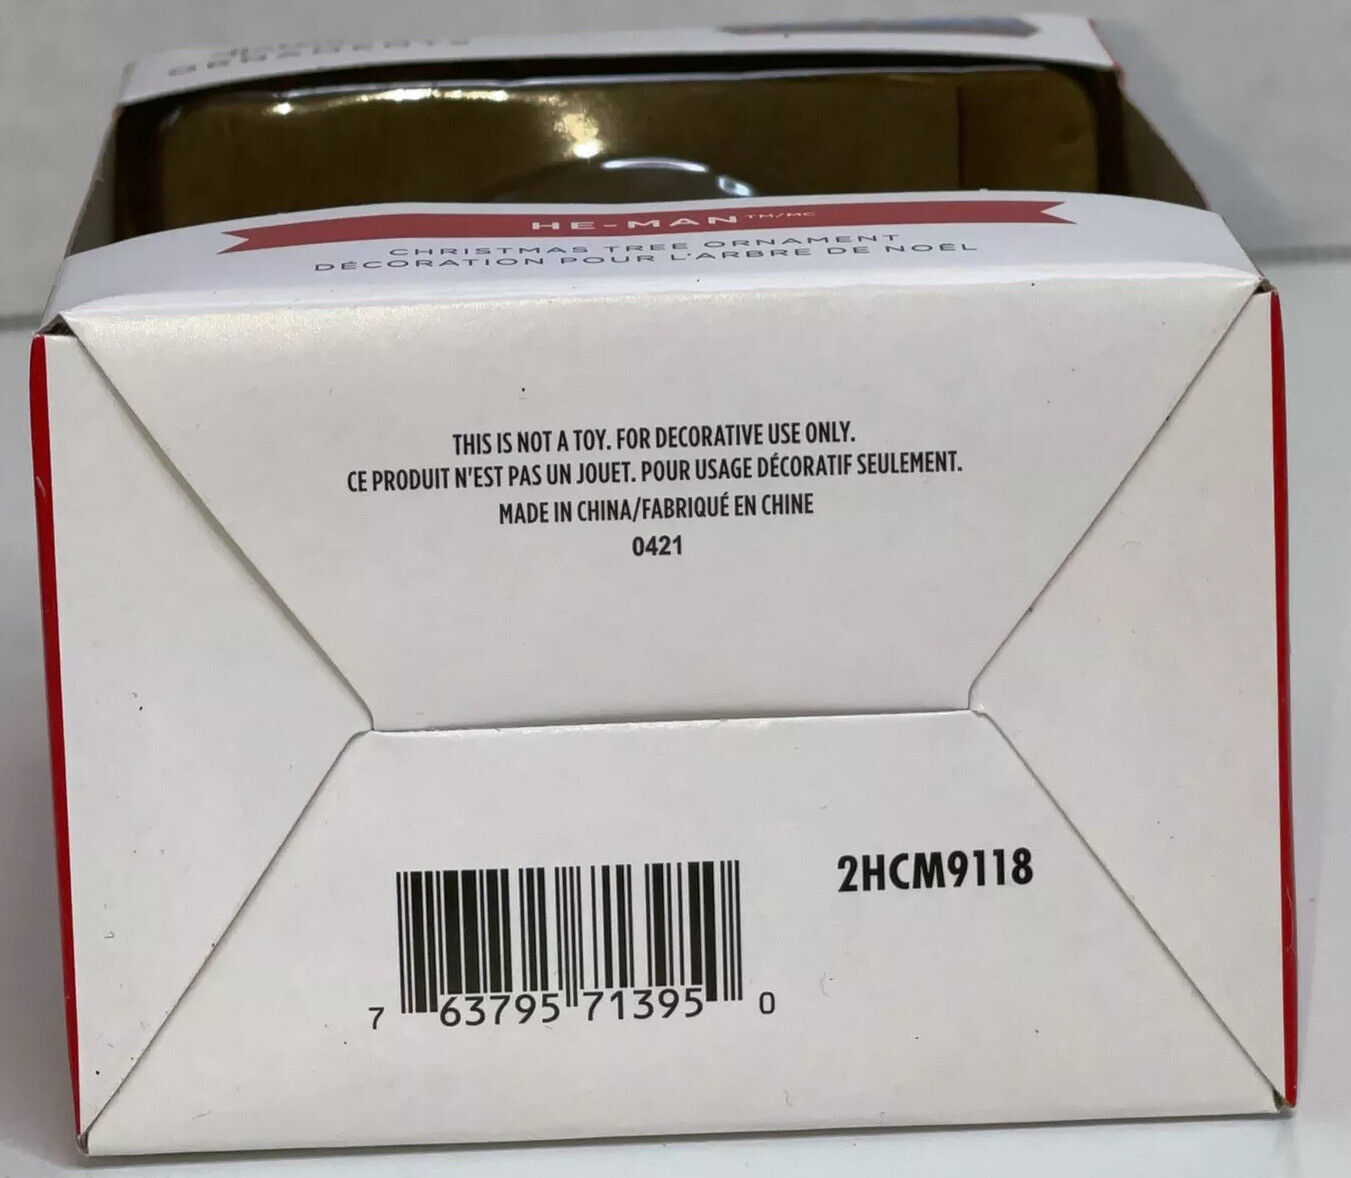 ORNAMENTS
HE-MAN TM/MC
CHRISTMAS TREE ORNAMENT
DÉCORATION POUR L'ARBRE DE NOËL
THIS IS NOT A TOY. FOR DECORATIVE USE ONLY.
CE PRODUIT N'EST PAS UN JOUET. POUR USAGE DÉCORATIF SEULEMENT.
MADE IN CHINA/FABRIQUÉ EN CHINE
0421
2HCM9118
7 63795 71395 0